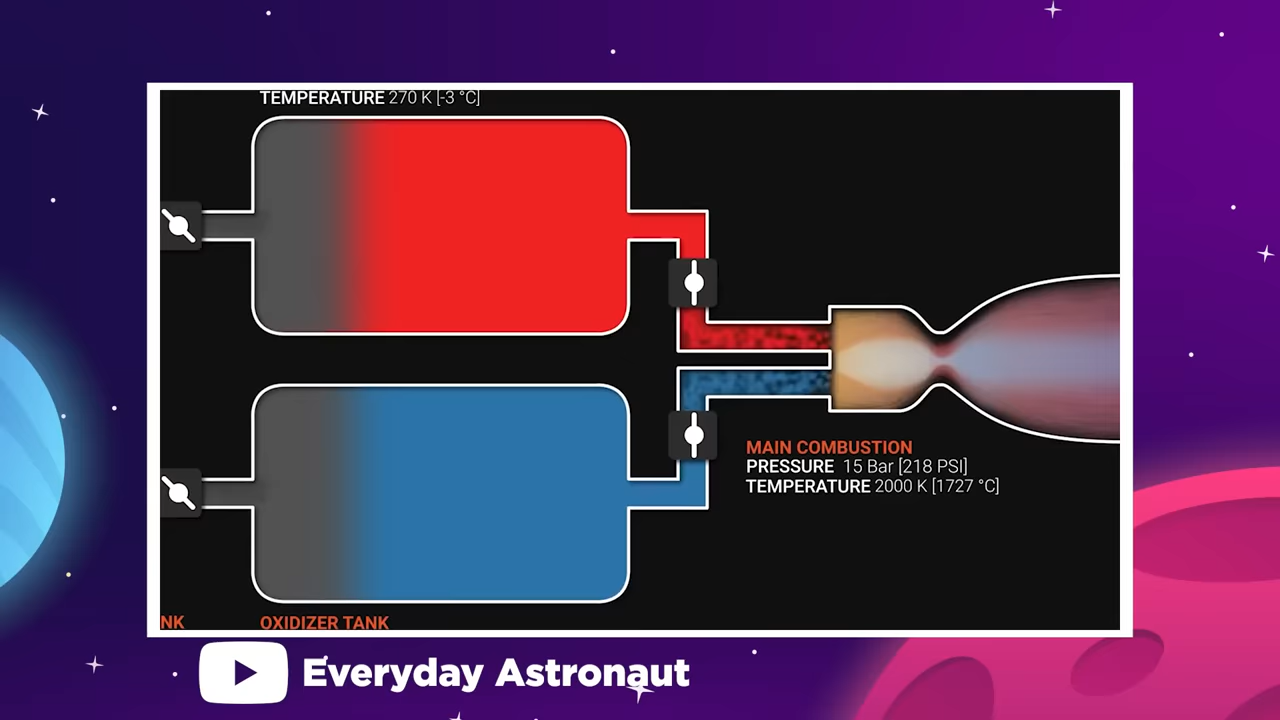 TEMPERATURE 270 K [-3 °C]
MAIN COMBUSTION
PRESSURE 15 Bar [218 PSI]
TEMPERATURE 2000 K [1727 °C]
NK
OXIDIZER TANK
Everyday Astronaut